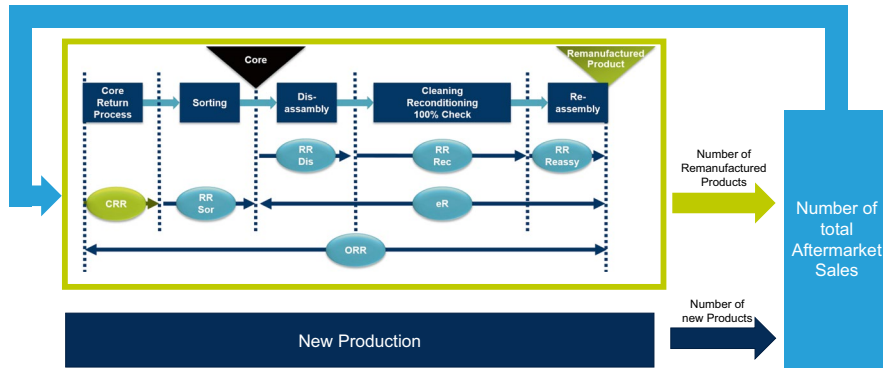 Core
Remanufactured
Product
Core
Return
Process
Sorting
Dis-
assambly
Cleaning
Reconditioning
100% Check
Re-
assembly
RR
Dis
RR
Rec
RR
Reassy
CRR
RR
Sor
eR
ORR
Number of
Remanufactured
Products
Number of
total
Aftermarket
Sales
Number of
new Products
New Production